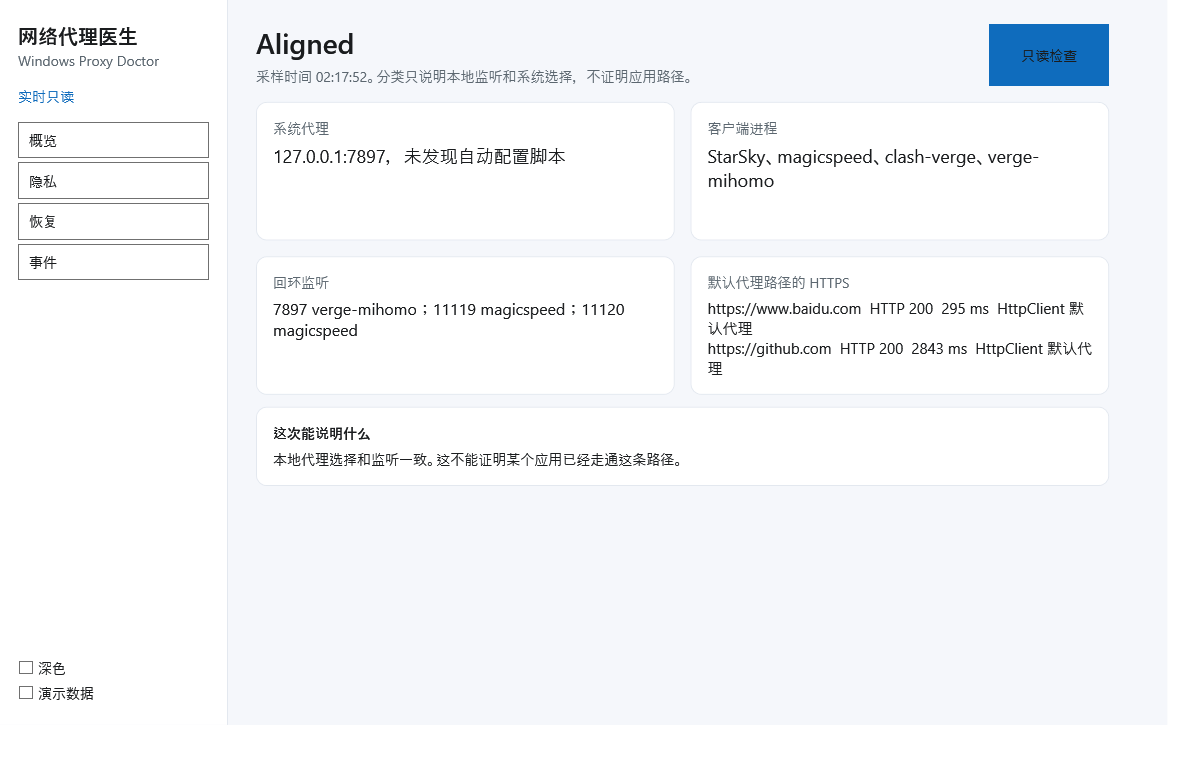 网络代理医生
Windows Proxy Doctor
实时只读
概览
隐私
恢复
事件
深色
演示数据
Aligned
采样时间 02:17:52。分类只说明本地监听和系统选择，不证明应用路径。
只读检查
系统代理
127.0.0.1:7897，未发现自动配置脚本
客户端进程
StarSky、magicspeed、clash-verge、verge-
mihomo
回环监听
7897 verge-mihomo；11119 magicspeed；11120
magicspeed
默认代理路径的 HTTPS
https://www.baidu.com  HTTP 200  295 ms  HttpClient 默
认代理
https://github.com  HTTP 200  2843 ms  HttpClient 默认代
理
这次能说明什么
本地代理选择和监听一致。这不能证明某个应用已经走通这条路径。